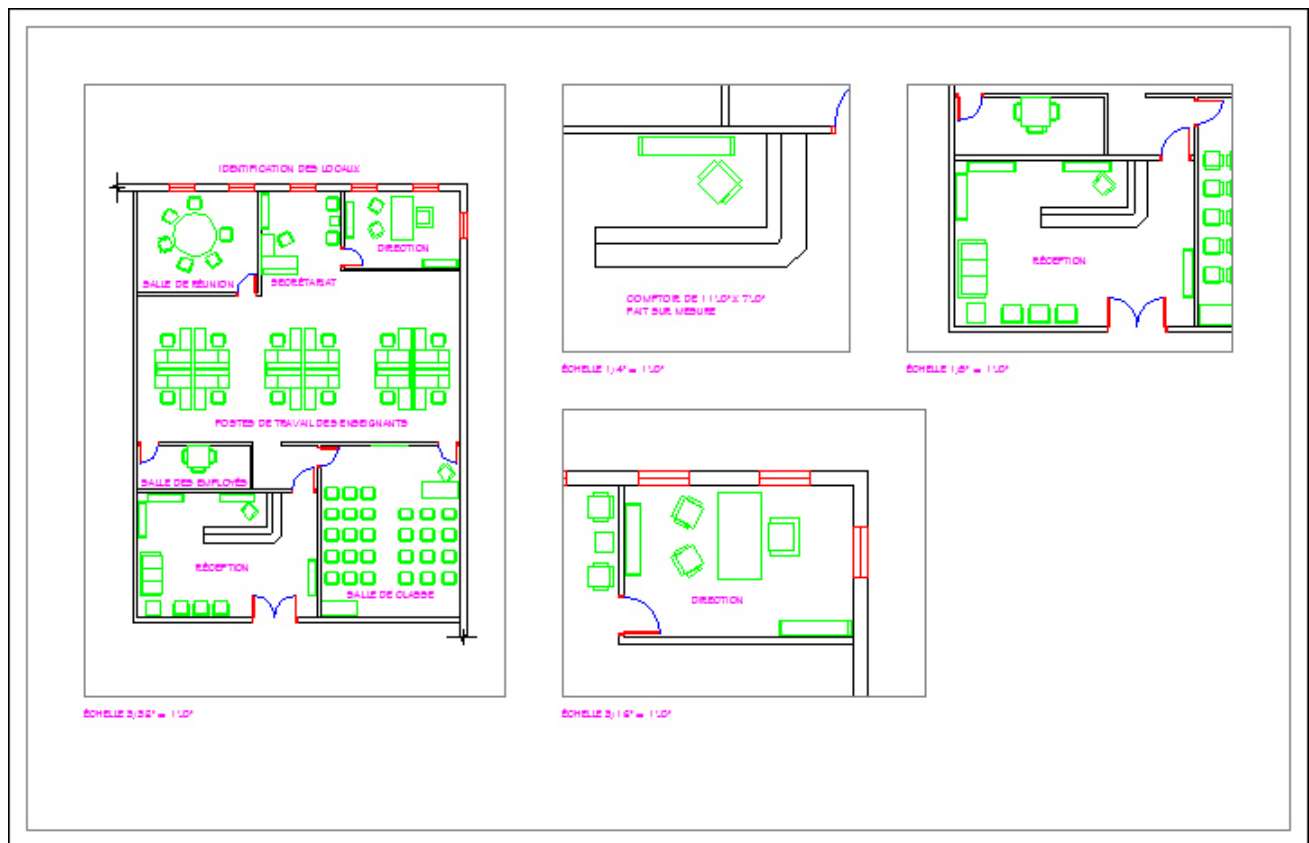 IDENTIFICATION DES LOCAUX
DIRECTION
SALLE DE RÉUNION
SECRÉTARIAT
POSTES DE TRAVAIL DES ENSEIGNANTS
SALLE DES EMPLOYÉS
RÉCEPTION
SALLE DE CLASSE
ÉCHELLE 3/32" = 1'.0"
COMPTOIR DE 11'.0" X 7'.0"
FAIT SUR MESURE
ÉCHELLE 1/4" = 1'.0"
RÉCEPTION
ÉCHELLE 1/8" = 1'.0"
DIRECTION
ÉCHELLE 3/16" = 1'.0"